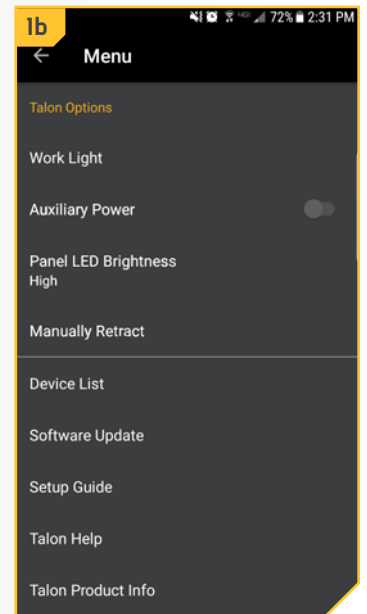 1b
72% 2:31 PM
Menu
Talon Options
Work Light
Auxiliary Power
Panel LED Brightness
High
Manually Retract
Device List
Software Update
Setup Guide
Talon Help
Talon Product Info